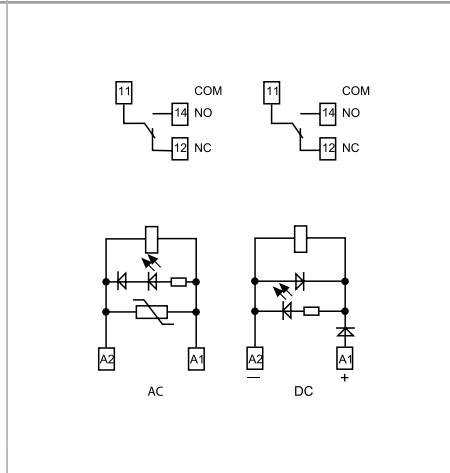 11 COM 11 COM
14 NO 14 NO
12 NC 12 NC
A2 A1 A2 A1
— +
AC DC